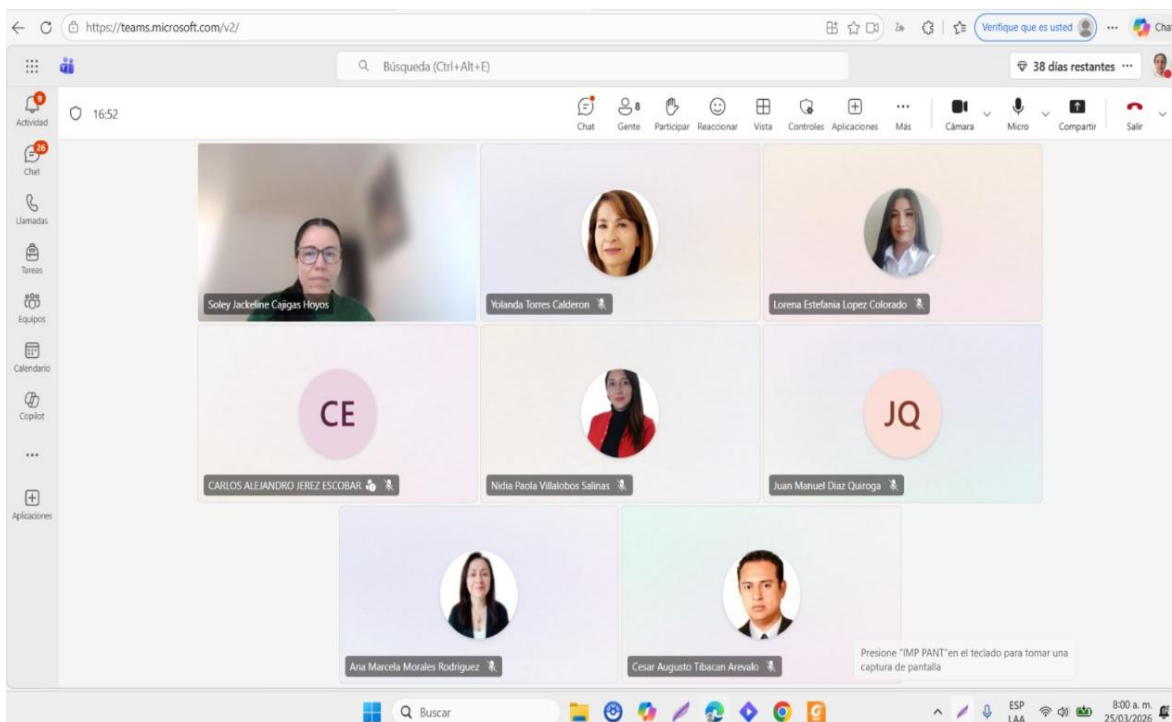 https://teams.microsoft.com/v2/
Verifique que es usted
Chat
Búsqueda (Ctrl+Alt+E)
38 días restantes
9
Actividad
16:52
8
Chat Gente Participar Reaccionar Vista Controles Aplicaciones Más Cámara Micro Compartir Salir
26
Chat
Llamadas
Tareas
Equipos
Calendario
Copilot
Aplicaciones
Soley Jackeline Cajigas Hoyos
Yolanda Torres Calderon
Lorena Estefania Lopez Colorado
CE
CARLOS ALEJANDRO JEREZ ESCOBAR
Nidia Paola Villalobos Salinas
JQ
Juan Manuel Diaz Quiroga
Ana Marcela Morales Rodriguez
Cesar Augusto Tibacan Arevalo
Presione "IMP PANT"en el teclado para tomar una
captura de pantalla
Buscar
ESP
LAA
8:00 a. m.
25/03/2026